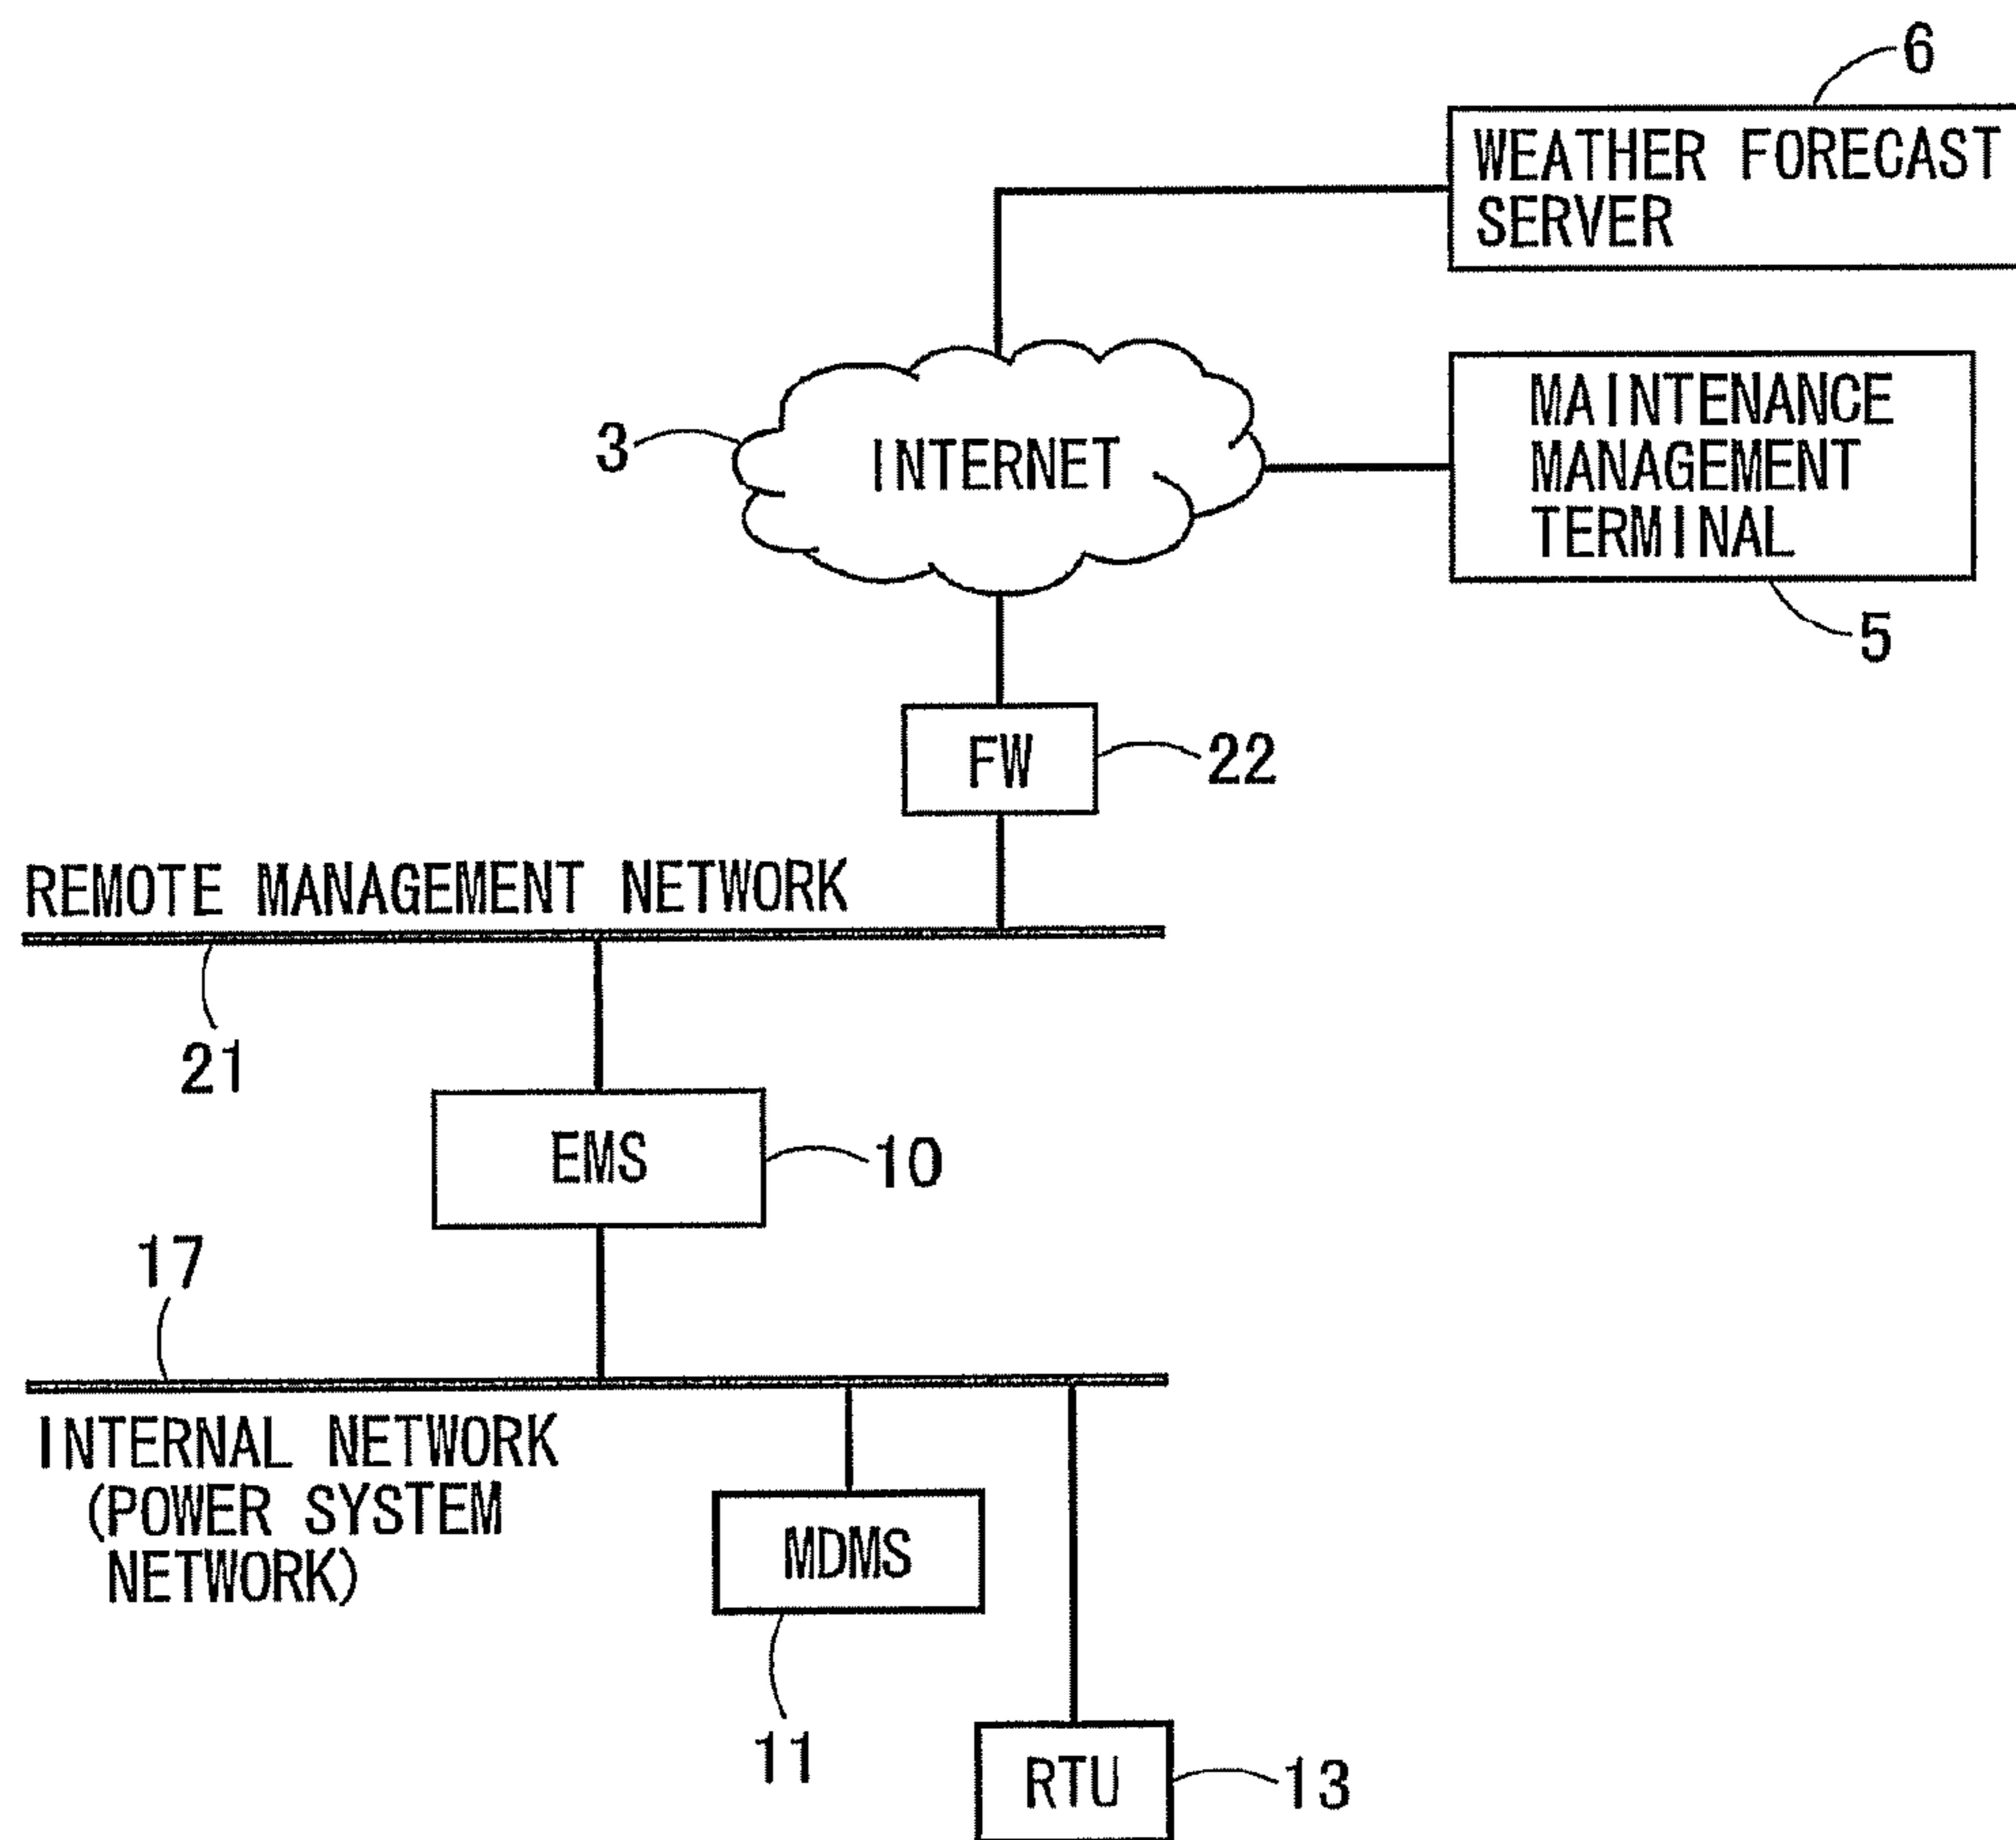 6
WEATHER FORECAST
SERVER
3
INTERNET
MAINTENANCE
MANAGEMENT
TERMINAL
5
FW
22
REMOTE MANAGEMENT NETWORK
21
EMS
10
17
INTERNAL NETWORK
(POWER SYSTEM
NETWORK)
MDMS
11
RTU
13